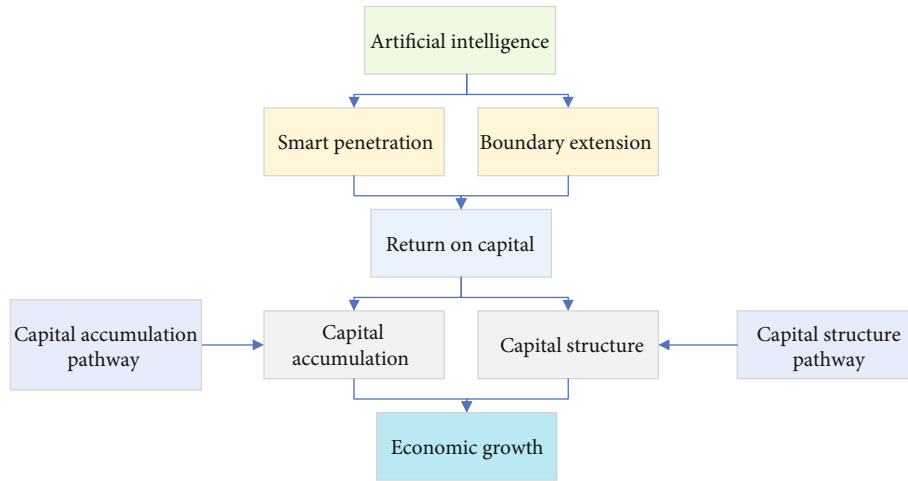 Artificial intelligence
Smart penetration
Boundary extension
Return on capital
Capital accumulation
pathway
Capital
accumulation
Capital structure
Capital structure
pathway
Economic growth